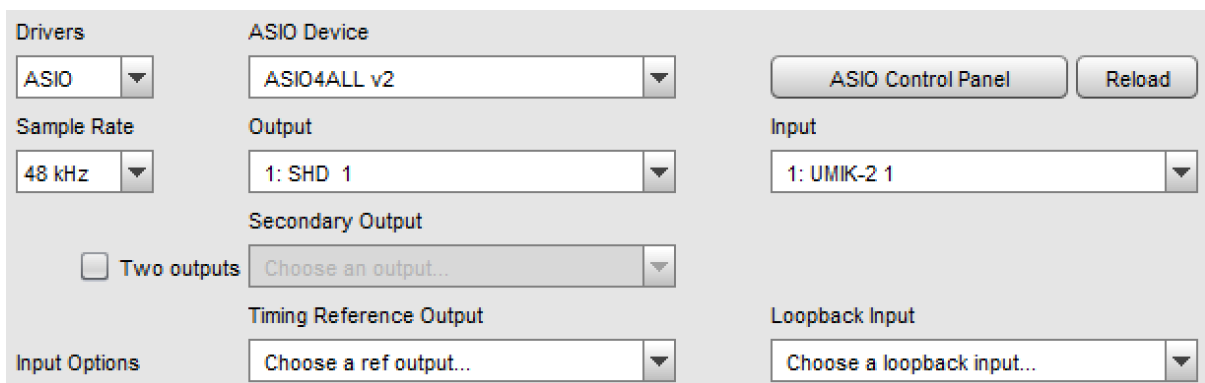 Drivers ASIO Device
ASIO ASIO4ALL v2 ASIO Control Panel Reload
Sample Rate Output Input
48 kHz 1: SHD 1 1: UMIK-2 1
Secondary Output
Two outputs Choose an output...
Timing Reference Output Loopback Input
Input Options Choose a ref output... Choose a loopback input...